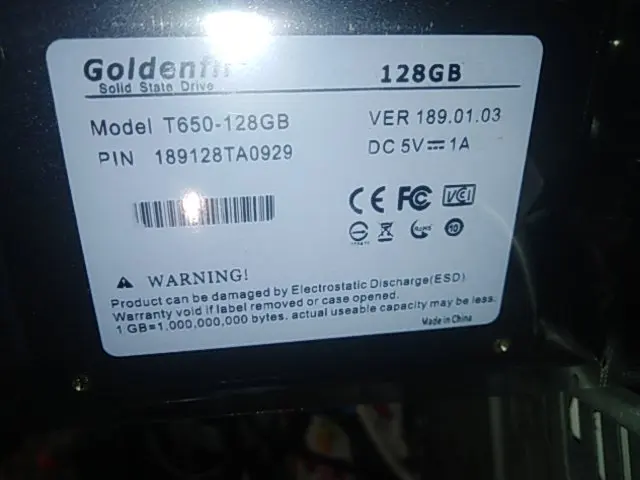 128GB
Solid State Drive
Model T650-128GB
VER 189.01.03
PIN 189128TA0929
DC 5V⎓1A
CE FC VCI
10
WARNING!
Product can be damaged by Electrostatic Discharge(ESD)
Warranty void if label removed or case opened.
1 GB=1,000,000,000 bytes, actual useable capacity may be less.
Made in China